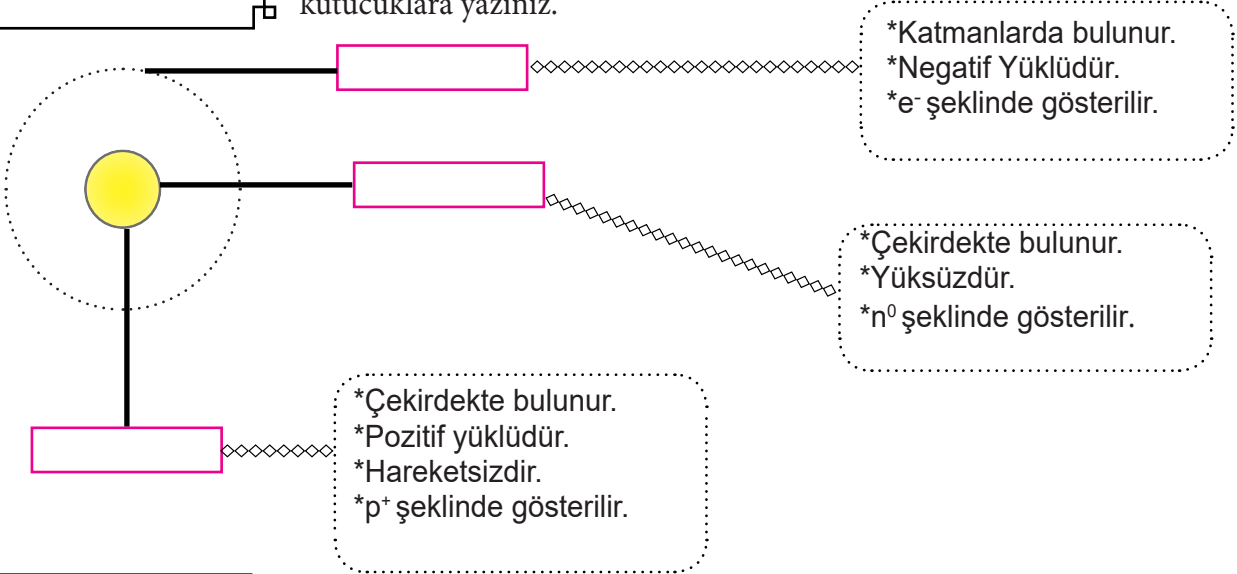 kutucuklara yazınız.
*Katmanlarda bulunur.
*Negatif Yüklüdür.
*e⁻ şeklinde gösterilir.
*Çekirdekte bulunur.
*Yüksüzdür.
*n⁰ şeklinde gösterilir.
*Çekirdekte bulunur.
*Pozitif yüklüdür.
*Hareketsizdir.
*p⁺ şeklinde gösterilir.